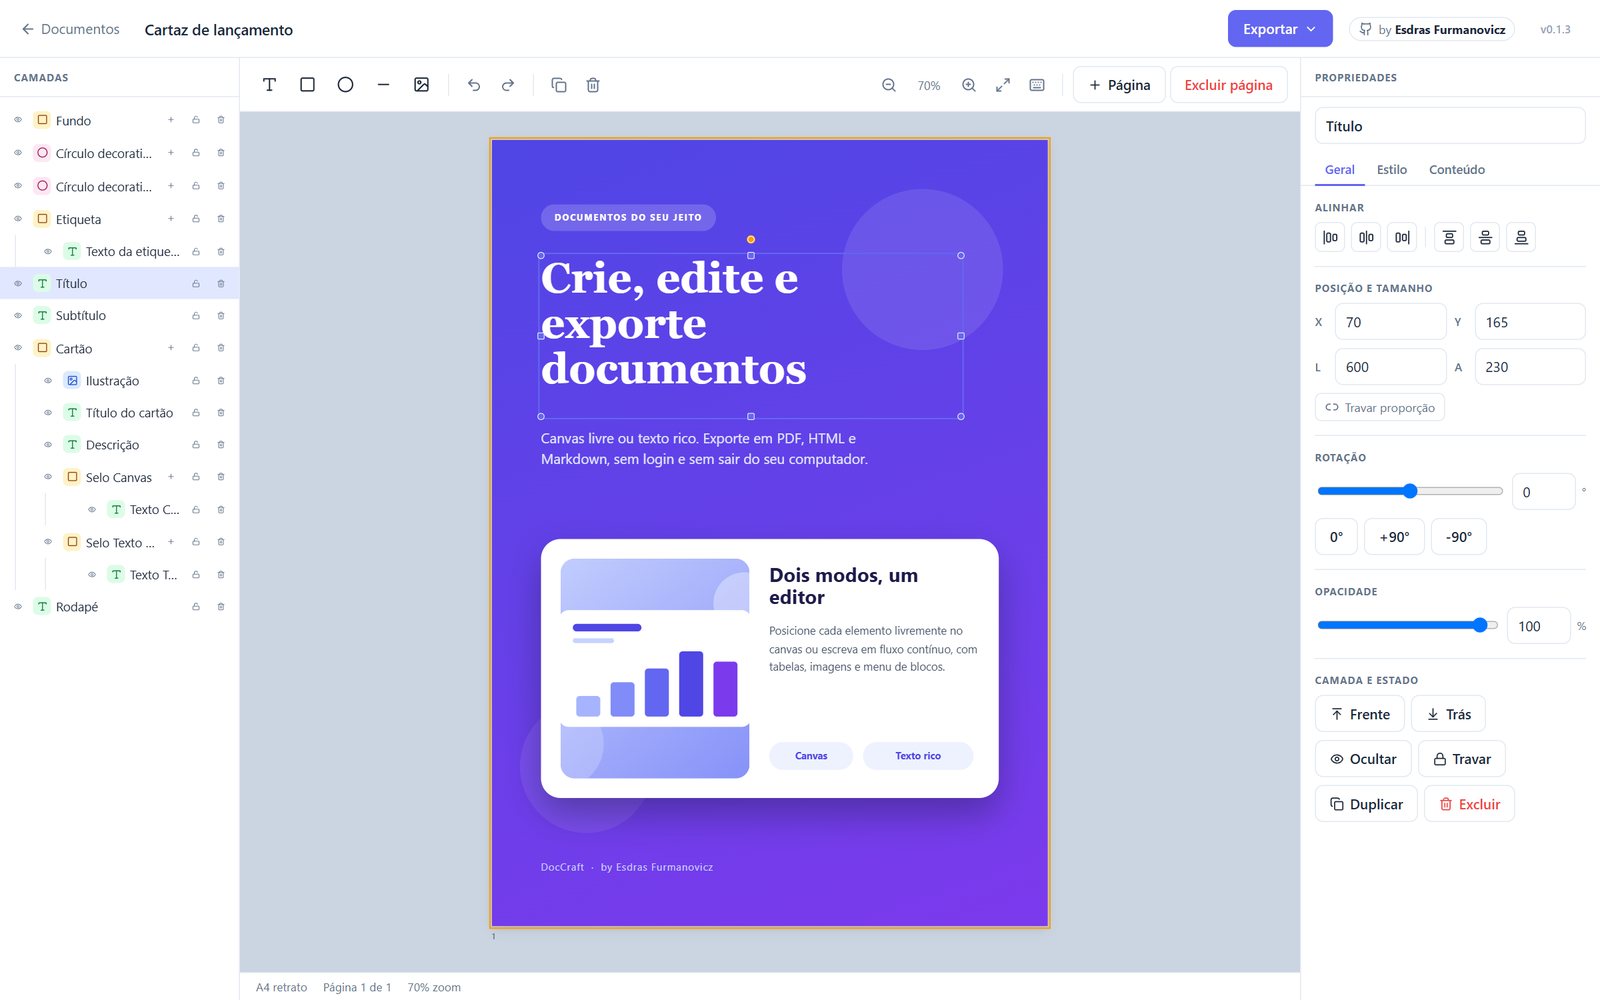 Documentos
Cartaz de lançamento
Exportar
by Esdras Furmanovicz
v0.1.3
CAMADAS
Fundo
Círculo decorati...
Círculo decorati...
Etiqueta
Texto da etique...
Título
Subtítulo
Cartão
Ilustração
Título do cartão
Descrição
Selo Canvas
Texto C...
Selo Texto ...
Texto T...
Rodapé
70%
+ Página
Excluir página
DOCUMENTOS DO SEU JEITO
Crie, edite e
exporte
documentos
Canvas livre ou texto rico. Exporte em PDF, HTML e
Markdown, sem login e sem sair do seu computador.
Dois modos, um
editor
Posicione cada elemento livremente no
canvas ou escreva em fluxo contínuo, com
tabelas, imagens e menu de blocos.
Canvas
Texto rico
DocCraft · by Esdras Furmanovicz
1
A4 retrato
Página 1 de 1
70% zoom
PROPRIEDADES
Título
Geral
Estilo
Conteúdo
ALINHAR
POSIÇÃO E TAMANHO
X 70 Y 165
L 600 A 230
Travar proporção
ROTAÇÃO
0 °
0° +90° -90°
OPACIDADE
100 %
CAMADA E ESTADO
Frente
Trás
Ocultar
Travar
Duplicar
Excluir